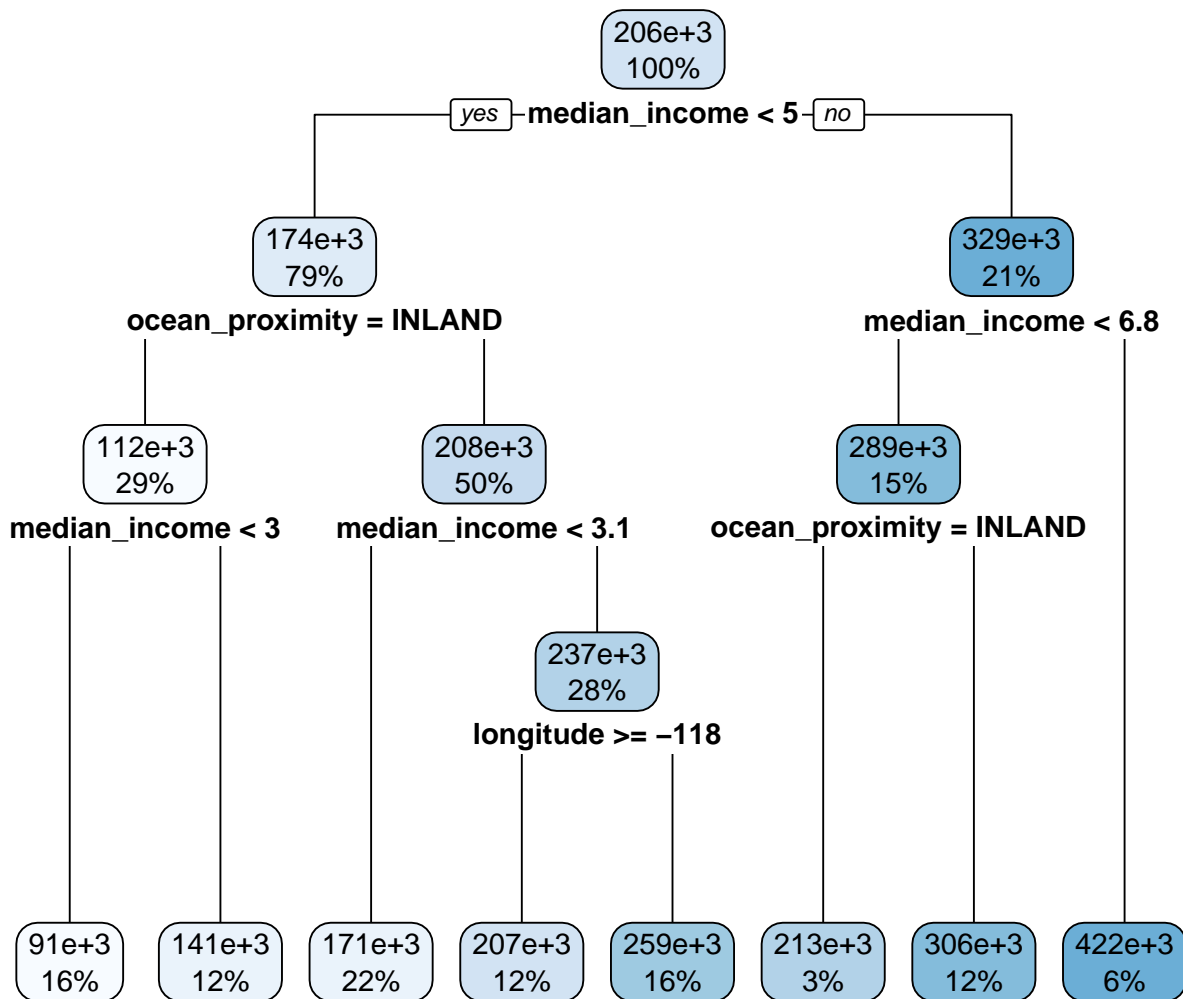 206e+3
100%
yes median_income < 5 no
174e+3
79%
329e+3
21%
ocean_proximity = INLAND
median_income < 6.8
112e+3
29%
208e+3
50%
289e+3
15%
median_income < 3
median_income < 3.1
ocean_proximity = INLAND
237e+3
28%
longitude >= −118
91e+3
16%
141e+3
12%
171e+3
22%
207e+3
12%
259e+3
16%
213e+3
3%
306e+3
12%
422e+3
6%